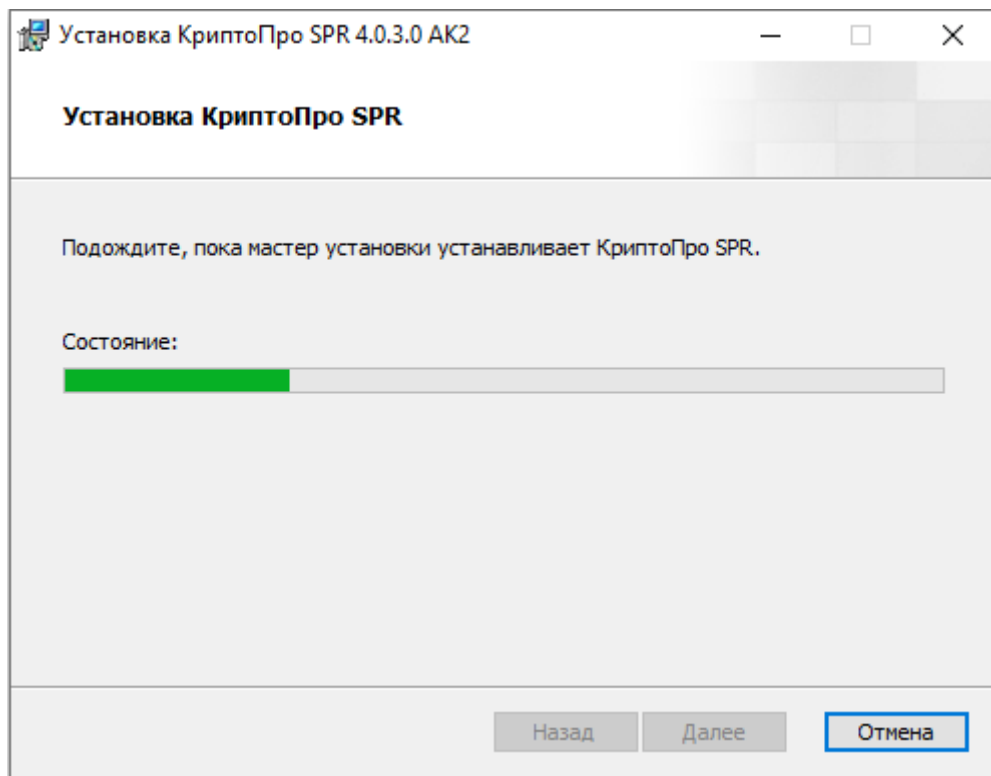 Установка КриптоПро SPR 4.0.3.0 АК2
Установка КриптоПро SPR
Подождите, пока мастер установки устанавливает КриптоПро SPR.
Состояние:
Назад Далее Отмена